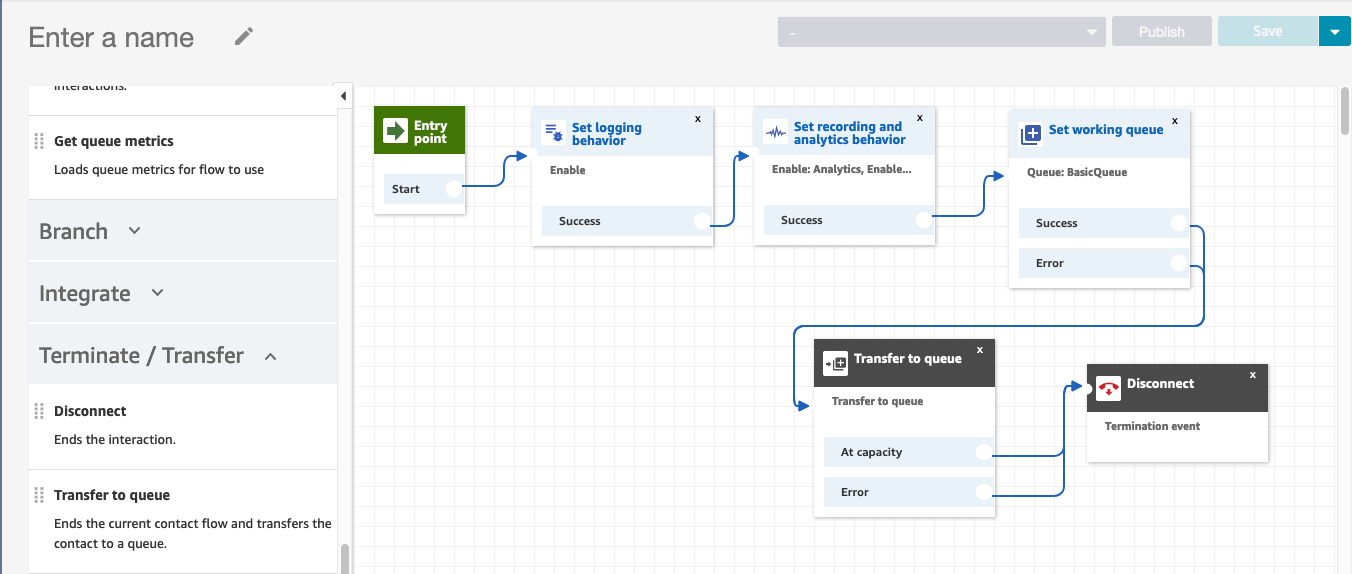 Enter a name
-
Publish
Save
interactions.
Get queue metrics
Loads queue metrics for flow to use
Branch
Integrate
Terminate / Transfer
Disconnect
Ends the interaction.
Transfer to queue
Ends the current contact flow and transfers the
contact to a queue.
Entry
point
Start
Set logging
behavior
x
Enable
Success
Set recording and
analytics behavior
x
Enable: Analytics, Enable...
Success
Set working queue
x
Queue: BasicQueue
Success
Error
Transfer to queue
x
Transfer to queue
At capacity
Error
Disconnect
x
Termination event